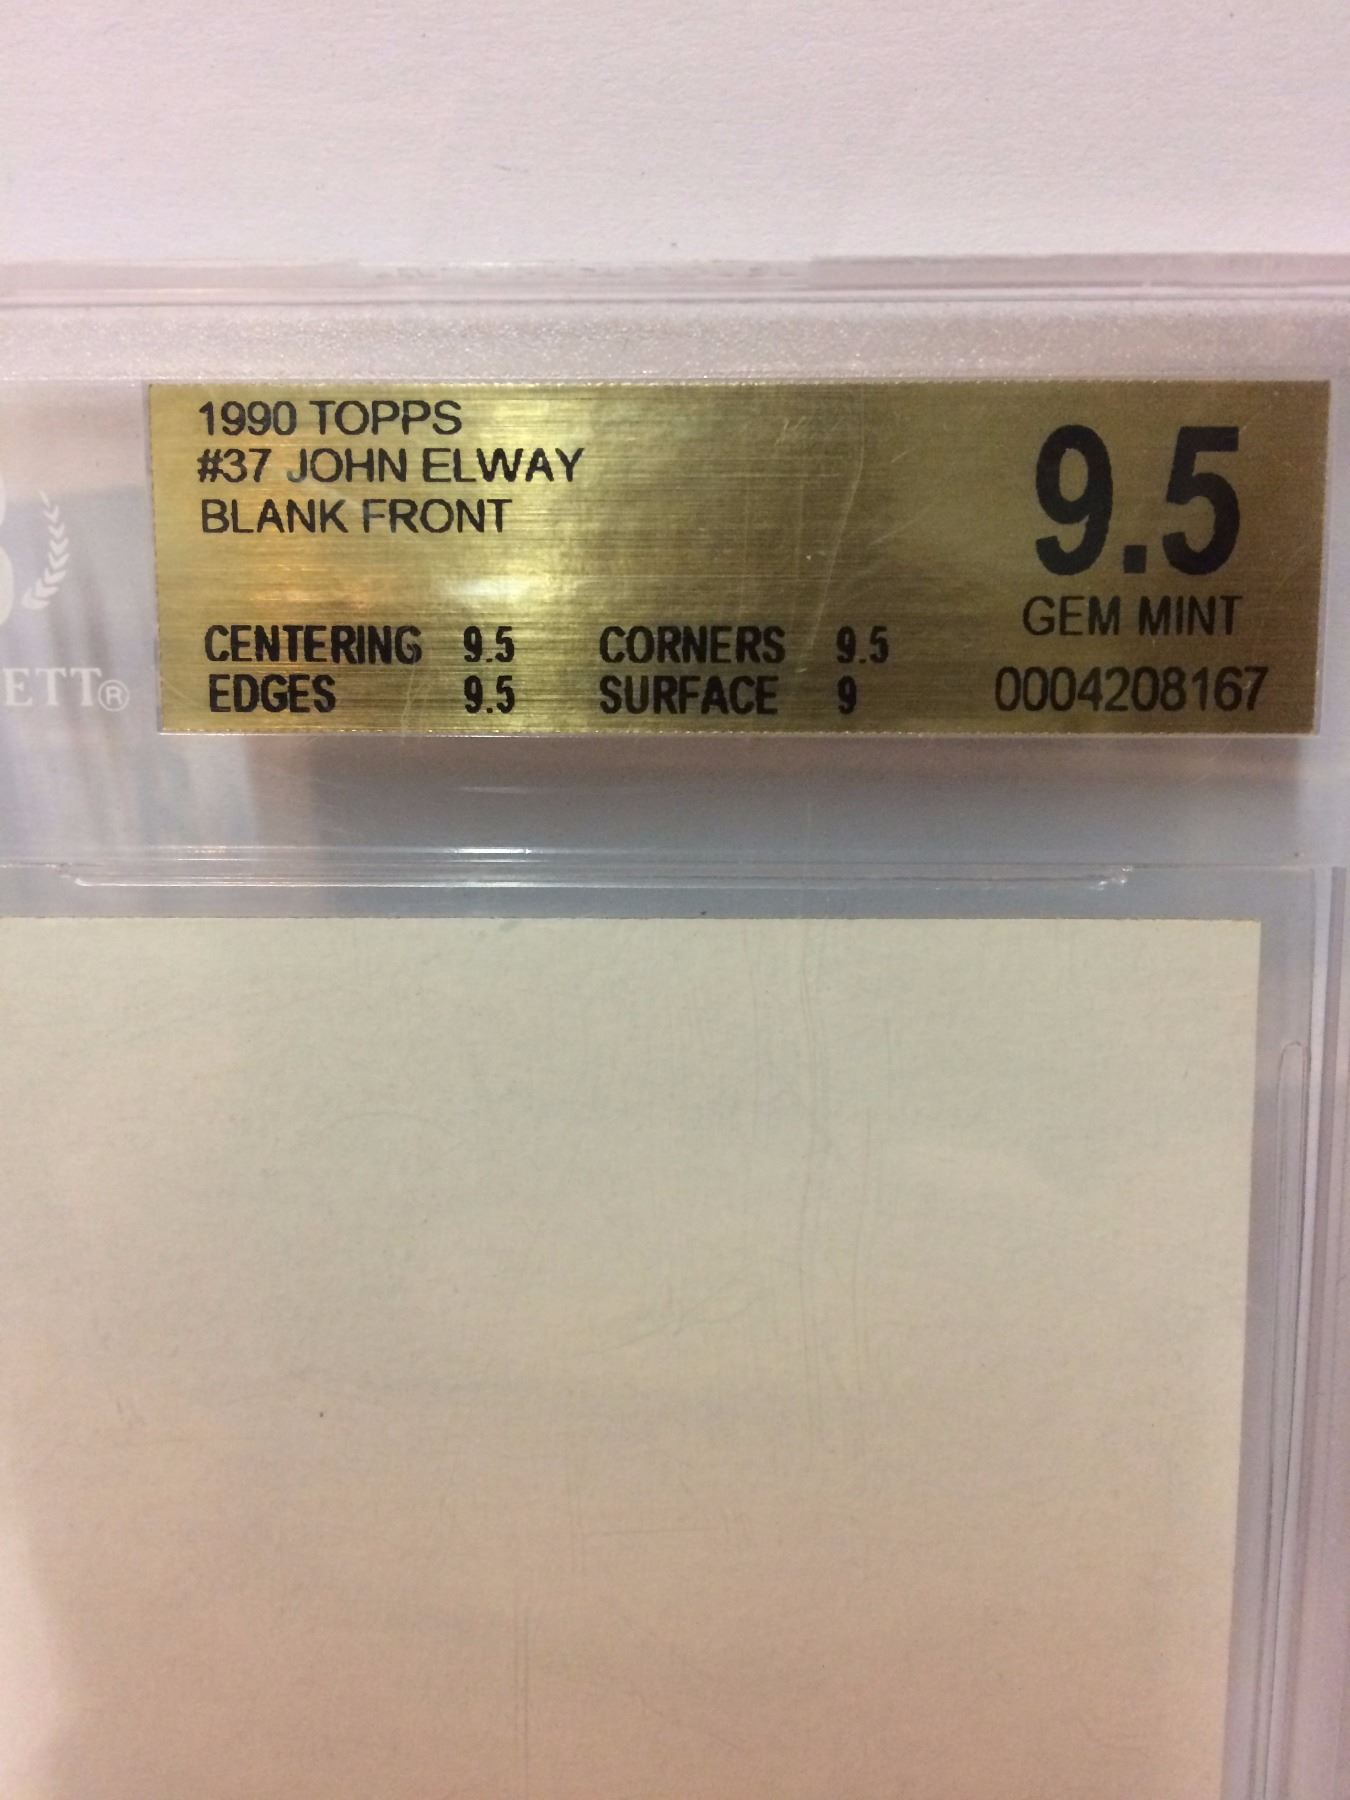 1990 TOPPS
#37 JOHN ELWAY
BLANK FRONT
9.5
GEM MINT
0004208167
CENTERING 9.5 CORNERS 9.5
EDGES 9.5 SURFACE 9
ETT®